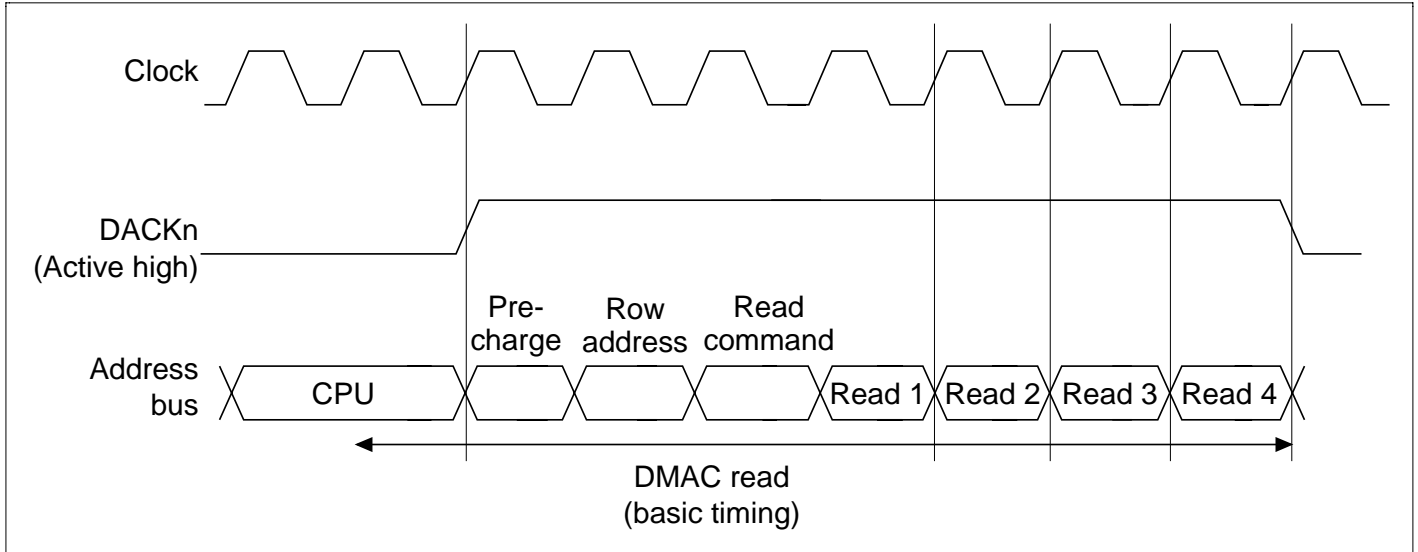 Clock
DACKn
(Active high)
Pre-
charge
Row
address
Read
command
Address
bus
CPU
Read 1
Read 2
Read 3
Read 4
DMAC read
(basic timing)